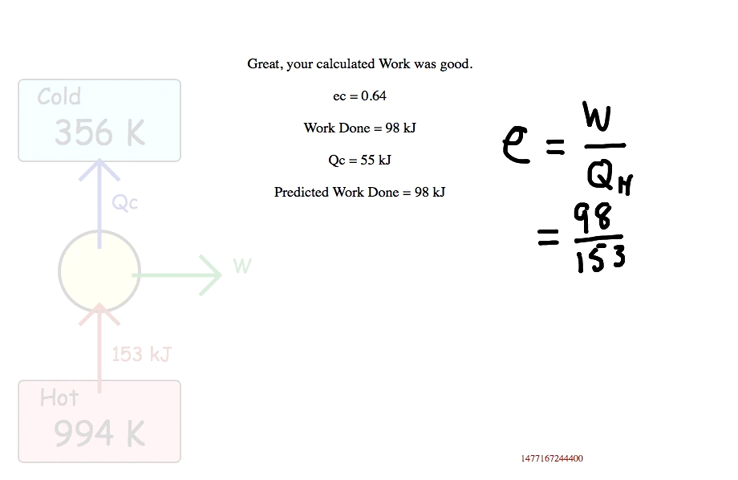 Great, your calculated Work was good.
ec = 0.64
Work Done = 98 kJ
Qc = 55 kJ
Predicted Work Done = 98 kJ
Cold
356 K
Qc
W
153 kJ
Hot
994 K
e = W / QH
= 98 / 153
1477167244400